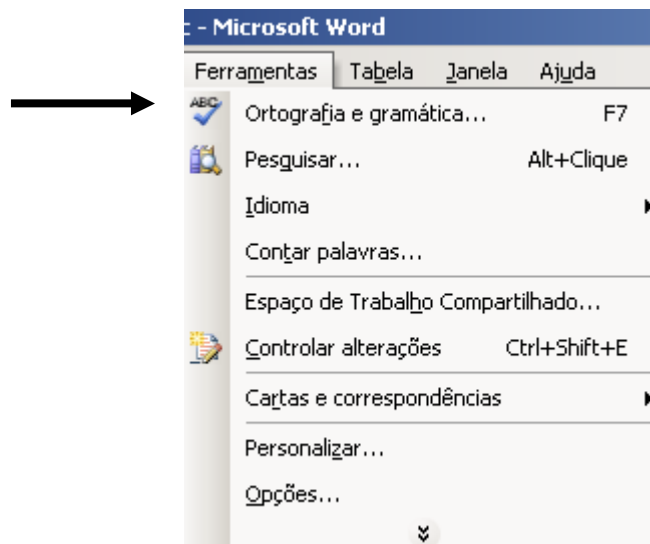 : - Microsoft Word
Ferramentas Tabela Janela Ajuda
ABC Ortografia e gramática... F7
Pesquisar... Alt+Clique
Idioma
Contar palavras...
Espaço de Trabalho Compartilhado...
Controlar alterações Ctrl+Shift+E
Cartas e correspondências
Personalizar...
Opções...